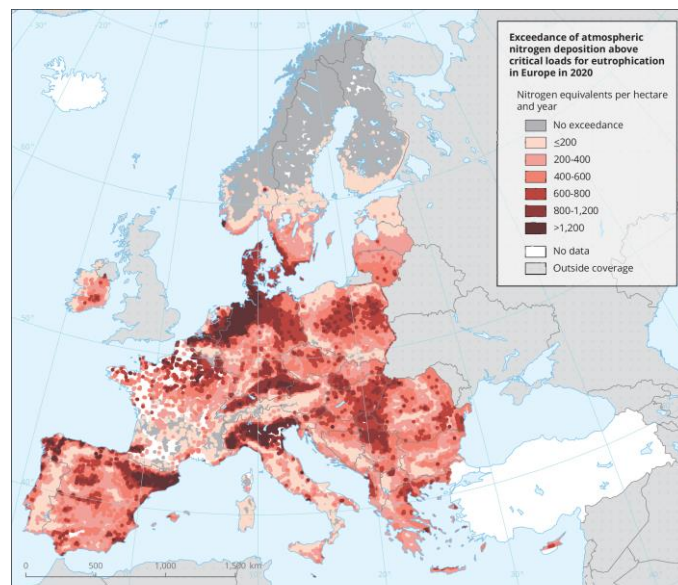 Exceedance of atmospheric
nitrogen deposition above
critical loads for eutrophication
in Europe in 2020
Nitrogen equivalents per hectare
and year
No exceedance
≤200
200-400
400-600
600-800
800-1,200
>1,200
No data
Outside coverage
0 500 1,000 1,500 km